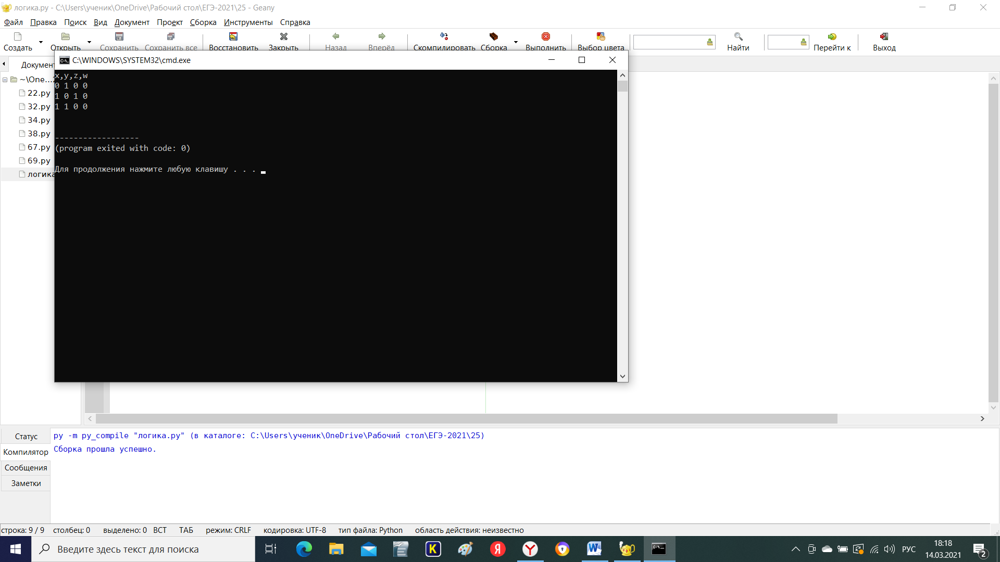 логика.py - C:\Users\ученик\OneDrive\Рабочий стол\ЕГЭ-2021\25 - Geany
Файл Правка Поиск Вид Документ Проект Сборка Инструменты Справка
Создать Открыть Сохранить Сохранить все Восстановить Закрыть Назад Вперёд Скомпилировать Сборка Выполнить Выбор цвета Найти Перейти к Выход
Документ
C:\WINDOWS\SYSTEM32\cmd.exe
~\One...
22.py
32.py
34.py
38.py
67.py
69.py
логика
x,y,z,w
0 1 0 0
1 0 1 0
1 1 0 0
------------------
(program exited with code: 0)
Для продолжения нажмите любую клавишу . . .
Статус
Компилятор
Сообщения
Заметки
py -m py_compile "логика.py" (в каталоге: C:\Users\ученик\OneDrive\Рабочий стол\ЕГЭ-2021\25)
Сборка прошла успешно.
строка: 9 / 9 столбец: 0 выделено: 0 ВСТ ТАБ режим: CRLF кодировка: UTF-8 тип файла: Python область действия: неизвестно
Введите здесь текст для поиска
K
Я
Y
W
РУС
18:18
14.03.2021
2